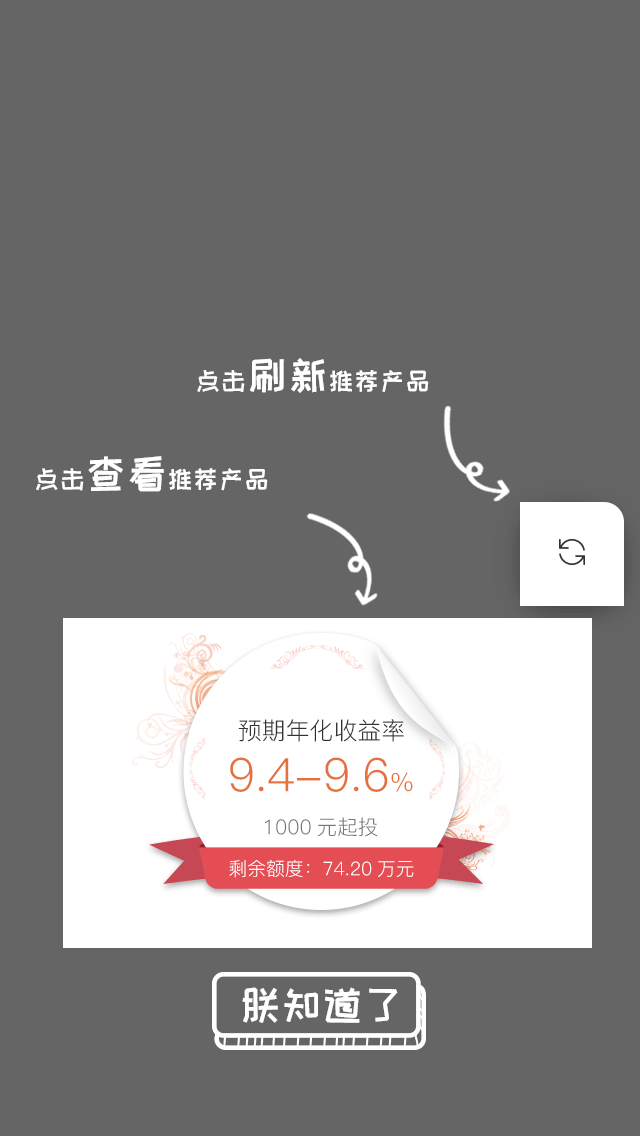 点击刷新推荐产品
点击查看推荐产品
预期年化收益率
9.4–9.6%
1000 元起投
剩余额度：74.20 万元
朕知道了